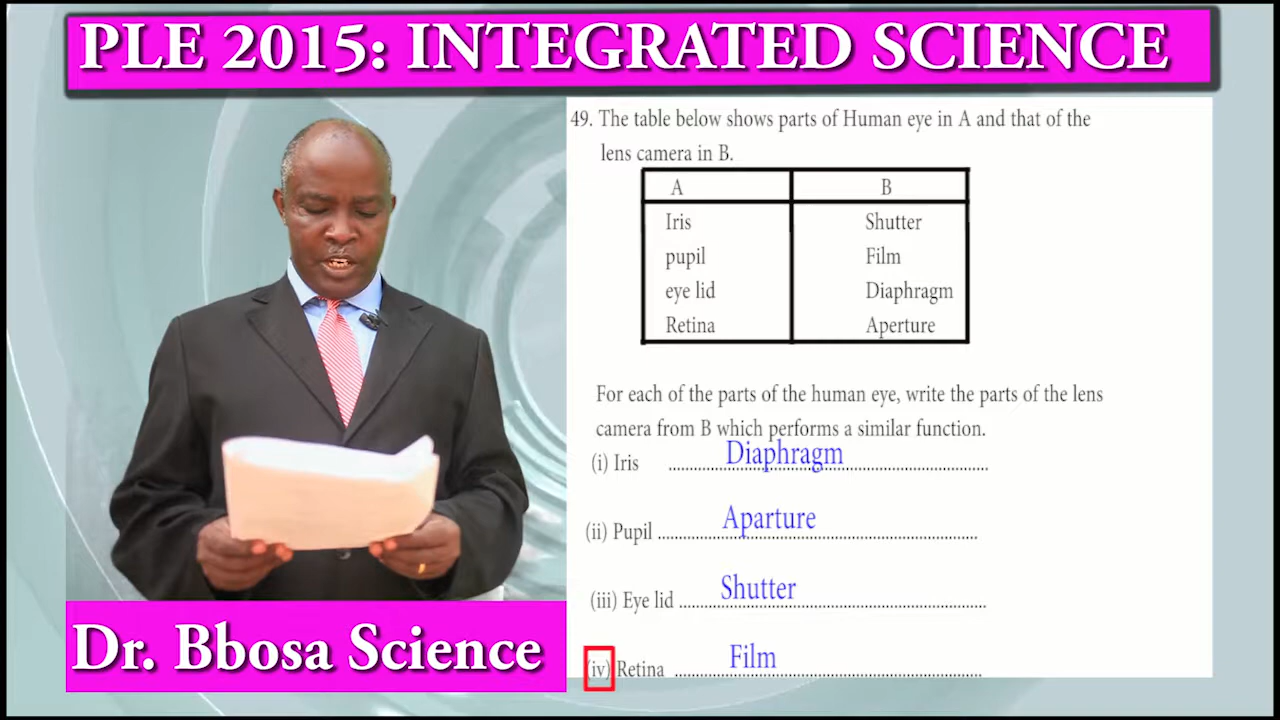 PLE 2015: INTEGRATED SCIENCE
49. The table below shows parts of Human eye in A and that of the
lens camera in B.
A B
Iris Shutter
pupil Film
eye lid Diaphragm
Retina Aperture
For each of the parts of the human eye, write the parts of the lens
camera from B which performs a similar function.
(i) Iris ........ Diaphragm ........
(ii) Pupil ........ Aparture ........
(iii) Eye lid ........ Shutter ........
(iv) Retina ........ Film ........
Dr. Bbosa Science